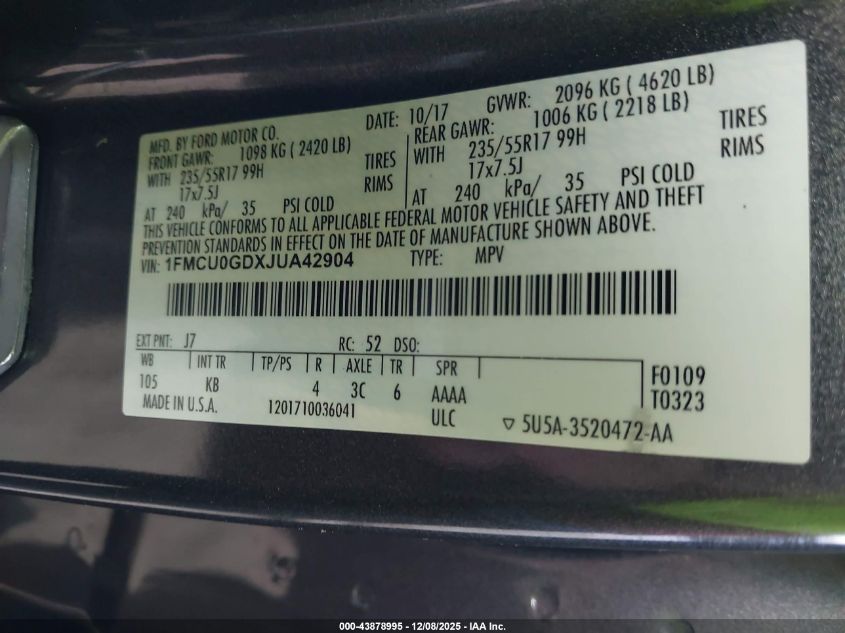 MFD. BY FORD MOTOR CO.
DATE: 10/17 GVWR: 2096 KG ( 4620 LB)
FRONT GAWR: 1098 KG ( 2420 LB)
WITH 235/55R17 99H TIRES
17x7.5J RIMS
AT 240 kPa/ 35 PSI COLD
REAR GAWR: 1006 KG ( 2218 LB)
WITH 235/55R17 99H TIRES
17x7.5J RIMS
AT 240 kPa/ 35 PSI COLD
THIS VEHICLE CONFORMS TO ALL APPLICABLE FEDERAL MOTOR VEHICLE SAFETY AND THEFT
PREVENTION STANDARDS IN EFFECT ON THE DATE OF MANUFACTURE SHOWN ABOVE.
VIN: 1FMCU0GDXJUA42904 TYPE: MPV
EXT PNT: J7 RC: 52 DSO:
WB INT TR TP/PS R AXLE TR SPR
105 KB 4 3C 6 AAAA F0109
T0323
MADE IN U.S.A. 1201710036041 ULC ▽ 5U5A-3520472-AA
000-43878995 - 12/08/2025 - IAA Inc.